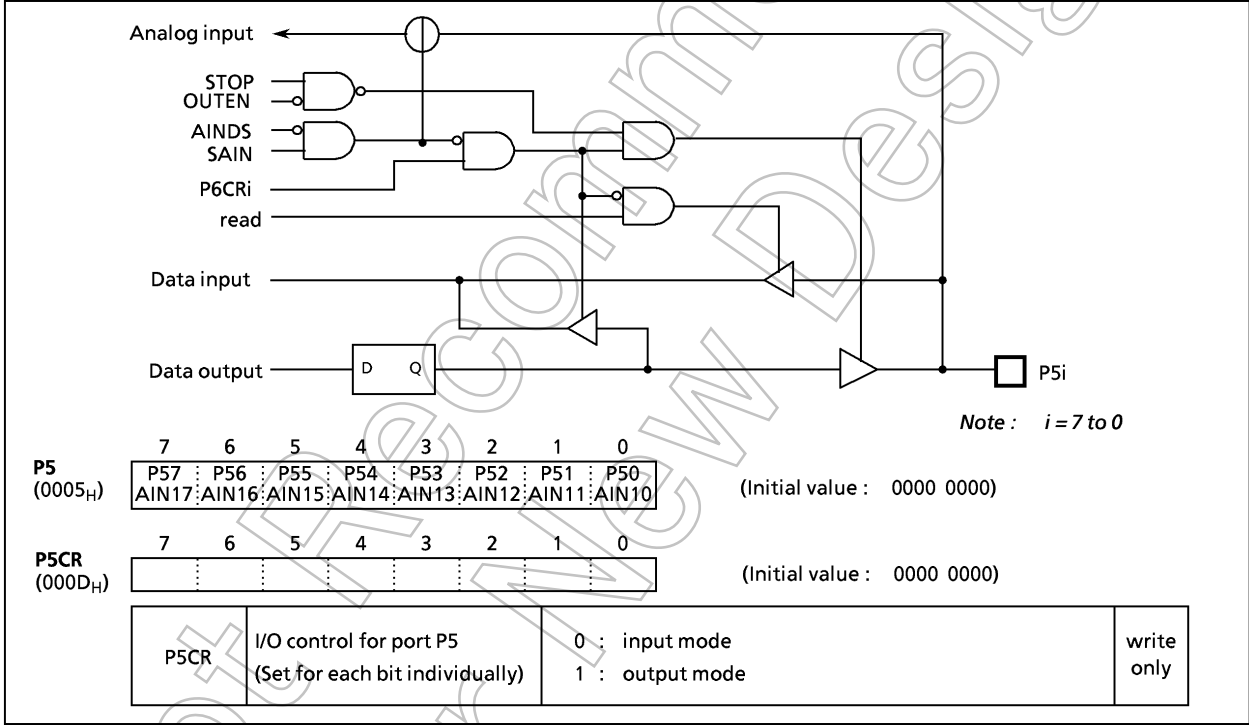 Analog input
STOP
OUTEN
AINDS
SAIN
P6CRi
read
Data input
Data output
D Q
P5i
Note : i = 7 to 0
7 6 5 4 3 2 1 0
P5
(0005H)
P57 P56 P55 P54 P53 P52 P51 P50
AIN17 AIN16 AIN15 AIN14 AIN13 AIN12 AIN11 AIN10
(Initial value : 0000 0000)
7 6 5 4 3 2 1 0
P5CR
(000DH)
(Initial value : 0000 0000)
P5CR
I/O control for port P5
(Set for each bit individually)
0 : input mode
1 : output mode
write
only